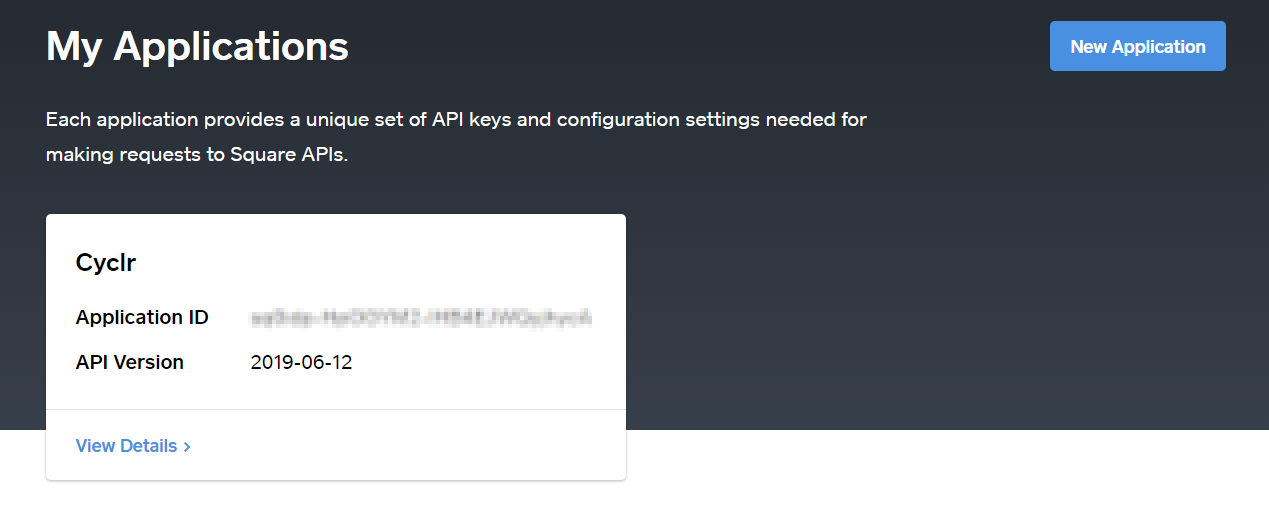 My Applications
New Application
Each application provides a unique set of API keys and configuration settings needed for
making requests to Square APIs.
Cyclr
Application ID
API Version 2019-06-12
View Details >